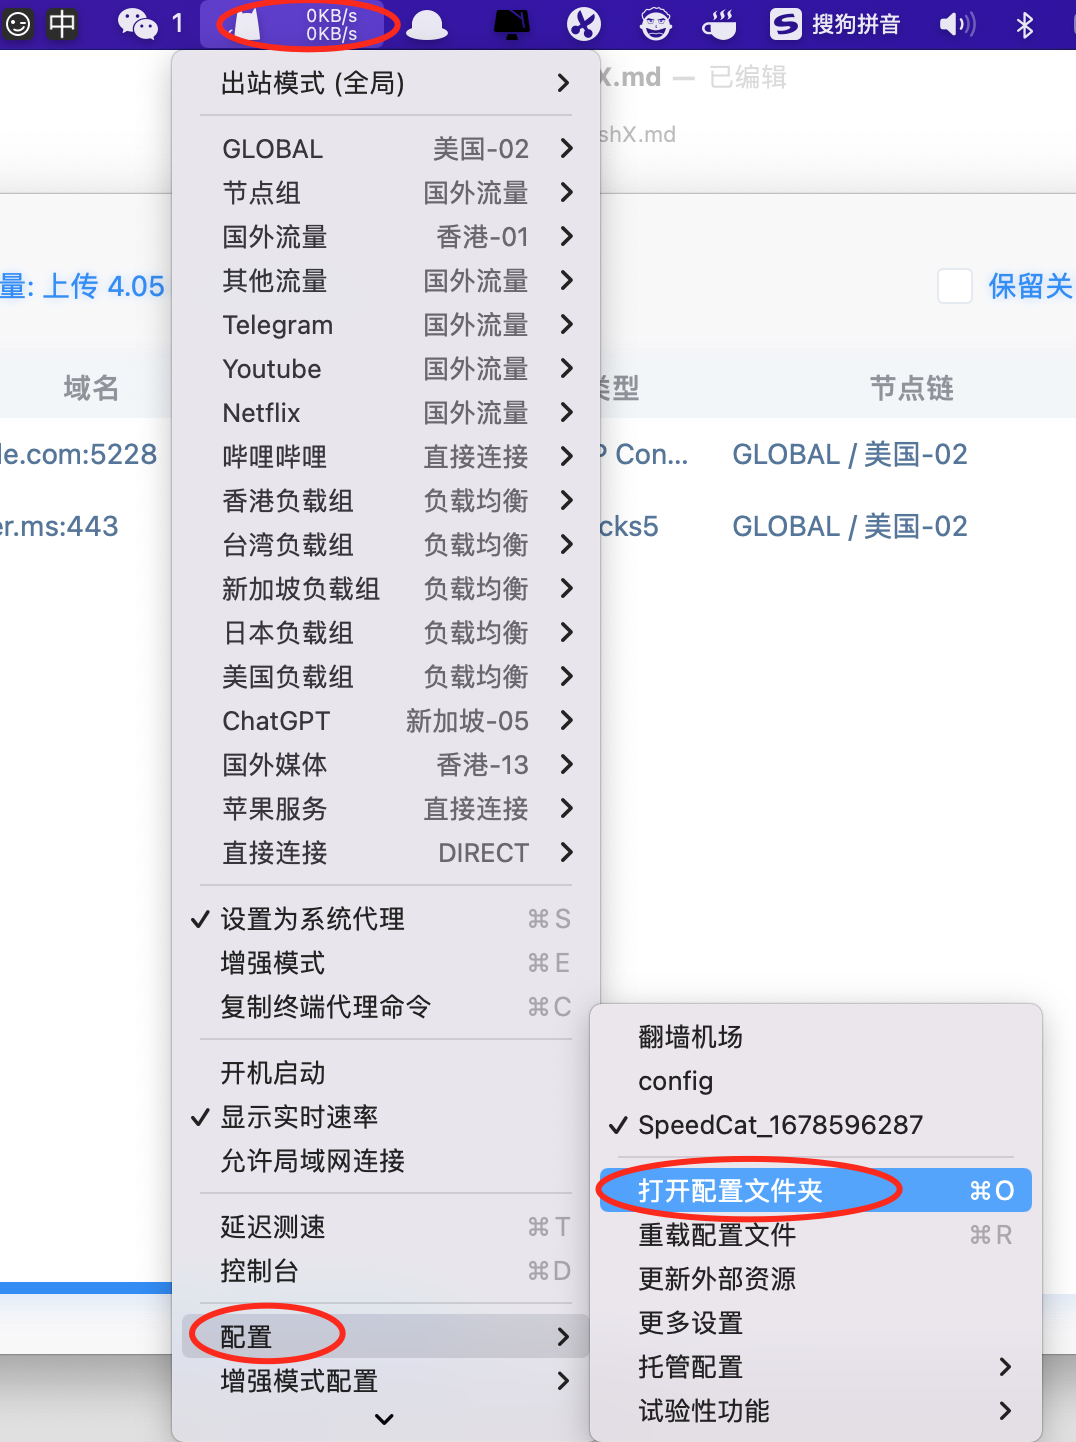 中
1
0KB/s
0KB/s
搜狗拼音
X.md — 已编辑
shX.md
量: 上传 4.05
保留关
域名
类型
节点链
le.com:5228
P Con...
GLOBAL / 美国-02
er.ms:443
cks5
GLOBAL / 美国-02
出站模式 (全局)
GLOBAL 美国-02
节点组 国外流量
国外流量 香港-01
其他流量 国外流量
Telegram 国外流量
Youtube 国外流量
Netflix 国外流量
哔哩哔哩 直接连接
香港负载组 负载均衡
台湾负载组 负载均衡
新加坡负载组 负载均衡
日本负载组 负载均衡
美国负载组 负载均衡
ChatGPT 新加坡-05
国外媒体 香港-13
苹果服务 直接连接
直接连接 DIRECT
✓ 设置为系统代理 ⌘S
增强模式 ⌘E
复制终端代理命令 ⌘C
开机启动
✓ 显示实时速率
允许局域网连接
延迟测速 ⌘T
控制台 ⌘D
配置
增强模式配置
翻墙机场
config
✓ SpeedCat_1678596287
打开配置文件夹 ⌘O
重载配置文件 ⌘R
更新外部资源
更多设置
托管配置
试验性功能